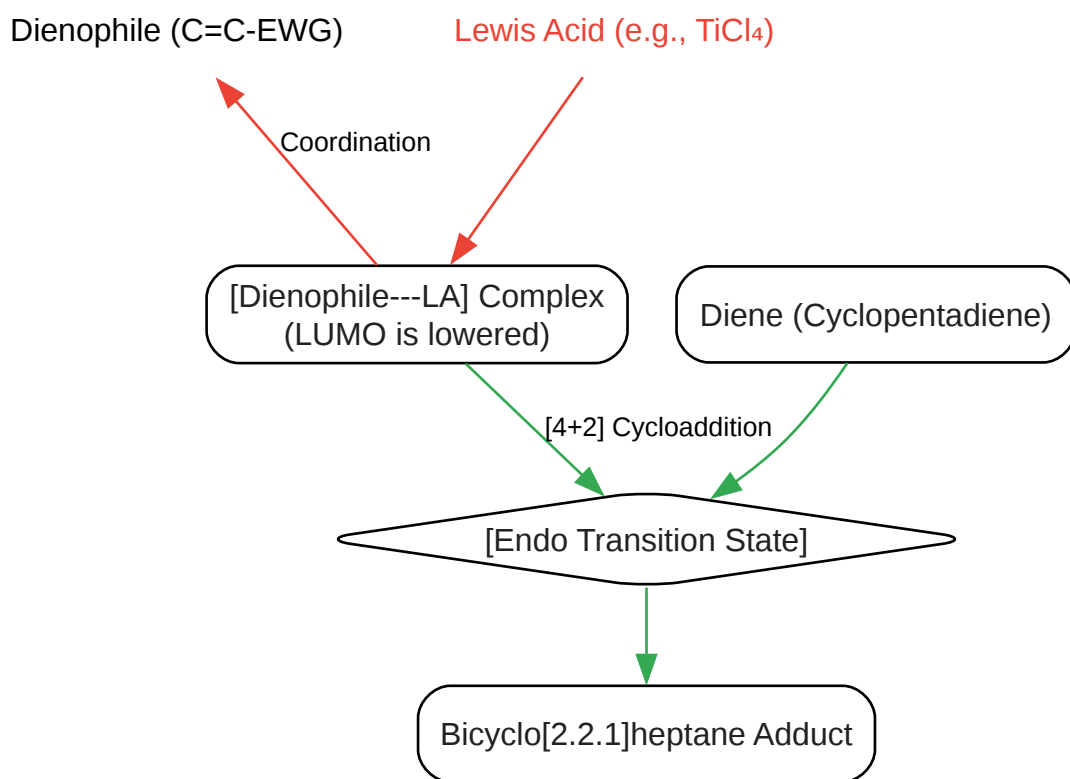 Dienophile (C=C-EWG)
Lewis Acid (e.g., TiCl₄)
Coordination
[Dienophile---LA] Complex
(LUMO is lowered)
Diene (Cyclopentadiene)
[4+2] Cycloaddition
[Endo Transition State]
Bicyclo[2.2.1]heptane Adduct